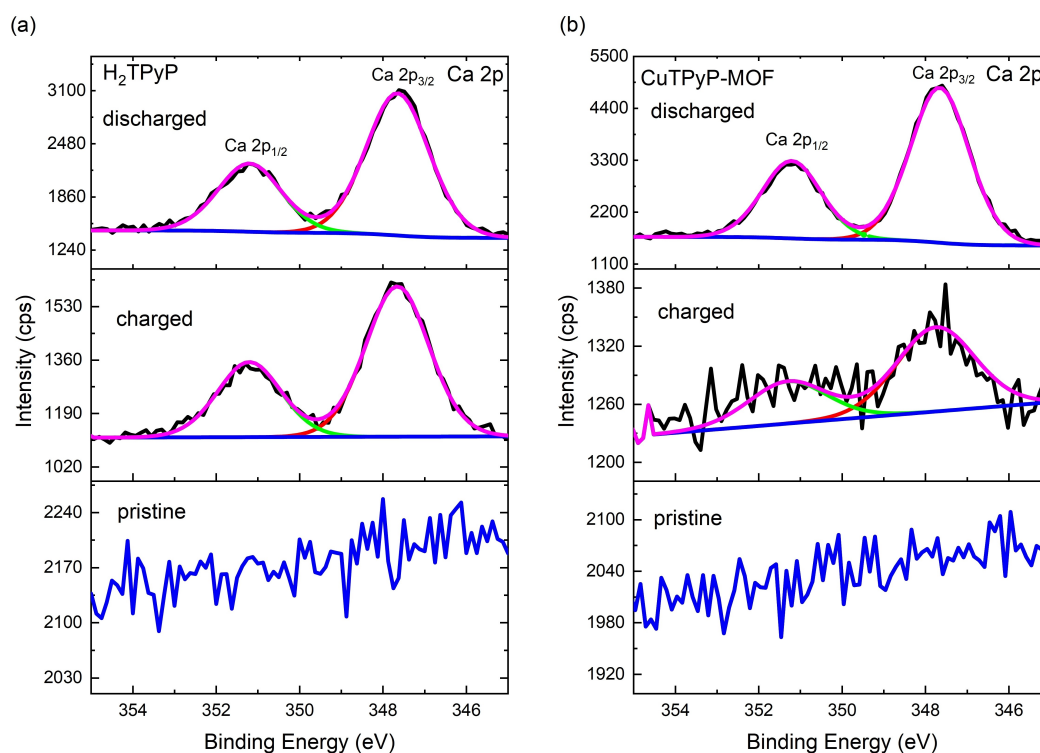 (a)
H₂TPyP
Ca 2p₃/₂
Ca 2p
discharged
Ca 2p₁/₂
3100
2480
1860
1240
charged
1530
1360
1190
1020
pristine
2240
2170
2100
2030
Intensity (cps)
354
352
350
348
346
Binding Energy (eV)
(b)
CuTPyP-MOF
Ca 2p₃/₂
Ca 2p
discharged
Ca 2p₁/₂
5500
4400
3300
2200
1100
charged
1380
1320
1260
1200
pristine
2100
2040
1980
1920
Intensity (cps)
354
352
350
348
346
Binding Energy (eV)